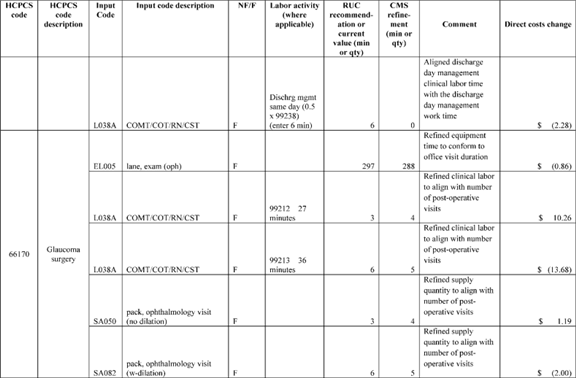 HCPCS code
HCPCS code description
Input Code
Input code description
NF/F
Labor activity (where applicable)
RUC recommend-ation or current value (min or qty)
CMS refine-ment (min or qty)
Comment
Direct costs change
L038A
COMT/COT/RN/CST
F
Dischrg mgmt same day (0.5 x 99238) (enter 6 min)
6
0
Aligned discharge day management clinical labor time with the discharge day management work time
$ (2.28)
66170
Glaucoma surgery
EL005
lane, exam (oph)
F
297
288
Refined equipment time to conform to office visit duration
$ (0.86)
L038A
COMT/COT/RN/CST
F
99212 27 minutes
3
4
Refined clinical labor to align with number of post-operative visits
$ 10.26
L038A
COMT/COT/RN/CST
F
99213 36 minutes
6
5
Refined clinical labor to align with number of post-operative visits
$ (13.68)
SA050
pack, ophthalmology visit (no dilation)
F
3
4
Refined supply quantity to align with number of post-operative visits
$ 1.19
SA082
pack, ophthalmology visit (w-dilation)
F
6
5
Refined supply quantity to align with number of post-operative visits
$ (2.00)